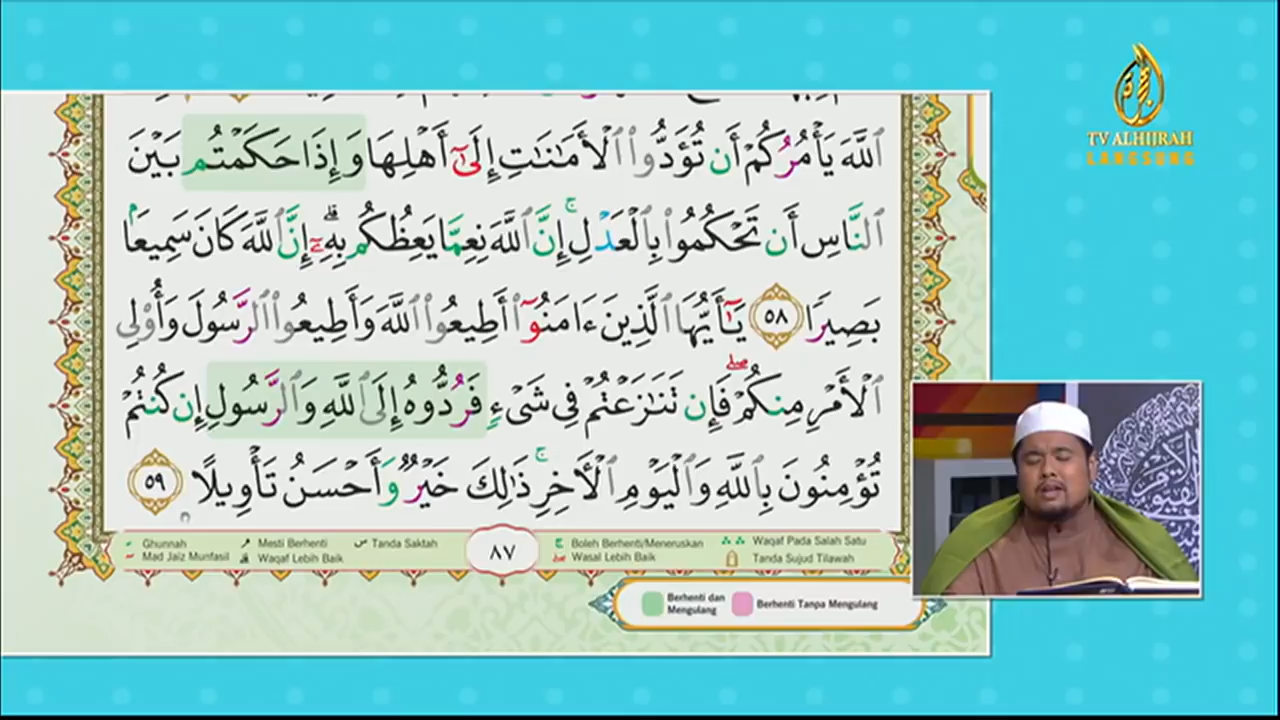 ٱللَّهَ يَأْمُرُكُمْ أَن تُؤَدُّوا۟ ٱلْأَمَـٰنَـٰتِ إِلَىٰٓ أَهْلِهَا وَإِذَا حَكَمْتُم بَيْنَ
ٱلنَّاسِ أَن تَحْكُمُوا۟ بِٱلْعَدْلِ ۚ إِنَّ ٱللَّهَ نِعِمَّا يَعِظُكُم بِهِۦٓ ۗ إِنَّ ٱللَّهَ كَانَ سَمِيعًۢا
بَصِيرًا ٥٨ يَـٰٓأَيُّهَا ٱلَّذِينَ ءَامَنُوٓا۟ أَطِيعُوا۟ ٱللَّهَ وَأَطِيعُوا۟ ٱلرَّسُولَ وَأُو۟لِى
ٱلْأَمْرِ مِنكُمْ ۖ فَإِن تَنَـٰزَعْتُمْ فِى شَىْءٍ فَرُدُّوهُ إِلَى ٱللَّهِ وَٱلرَّسُولِ إِن كُنتُمْ
تُؤْمِنُونَ بِٱللَّهِ وَٱلْيَوْمِ ٱلْـَٔاخِرِ ۚ ذَٰلِكَ خَيْرٌ وَأَحْسَنُ تَأْوِيلًا ٥٩
Ghunnah
Mad Jaiz Munfasil
Mesti Berhenti
Waqaf Lebih Baik
Tanda Saktah
٨٧
Boleh Berhenti/Meneruskan
Wasal Lebih Baik
Waqaf Pada Salah Satu
Tanda Sujud Tilawah
Berhenti dan
Mengulang
Berhenti Tanpa Mengulang
TV ALHIJRAH
LANGSUNG